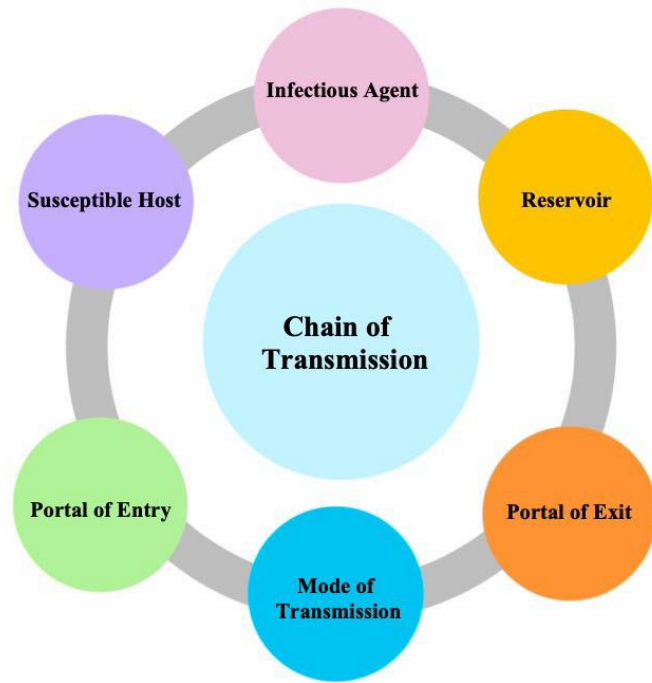 Infectious Agent
Reservoir
Susceptible Host
Chain of
Transmission
Portal of Entry
Portal of Exit
Mode of
Transmission